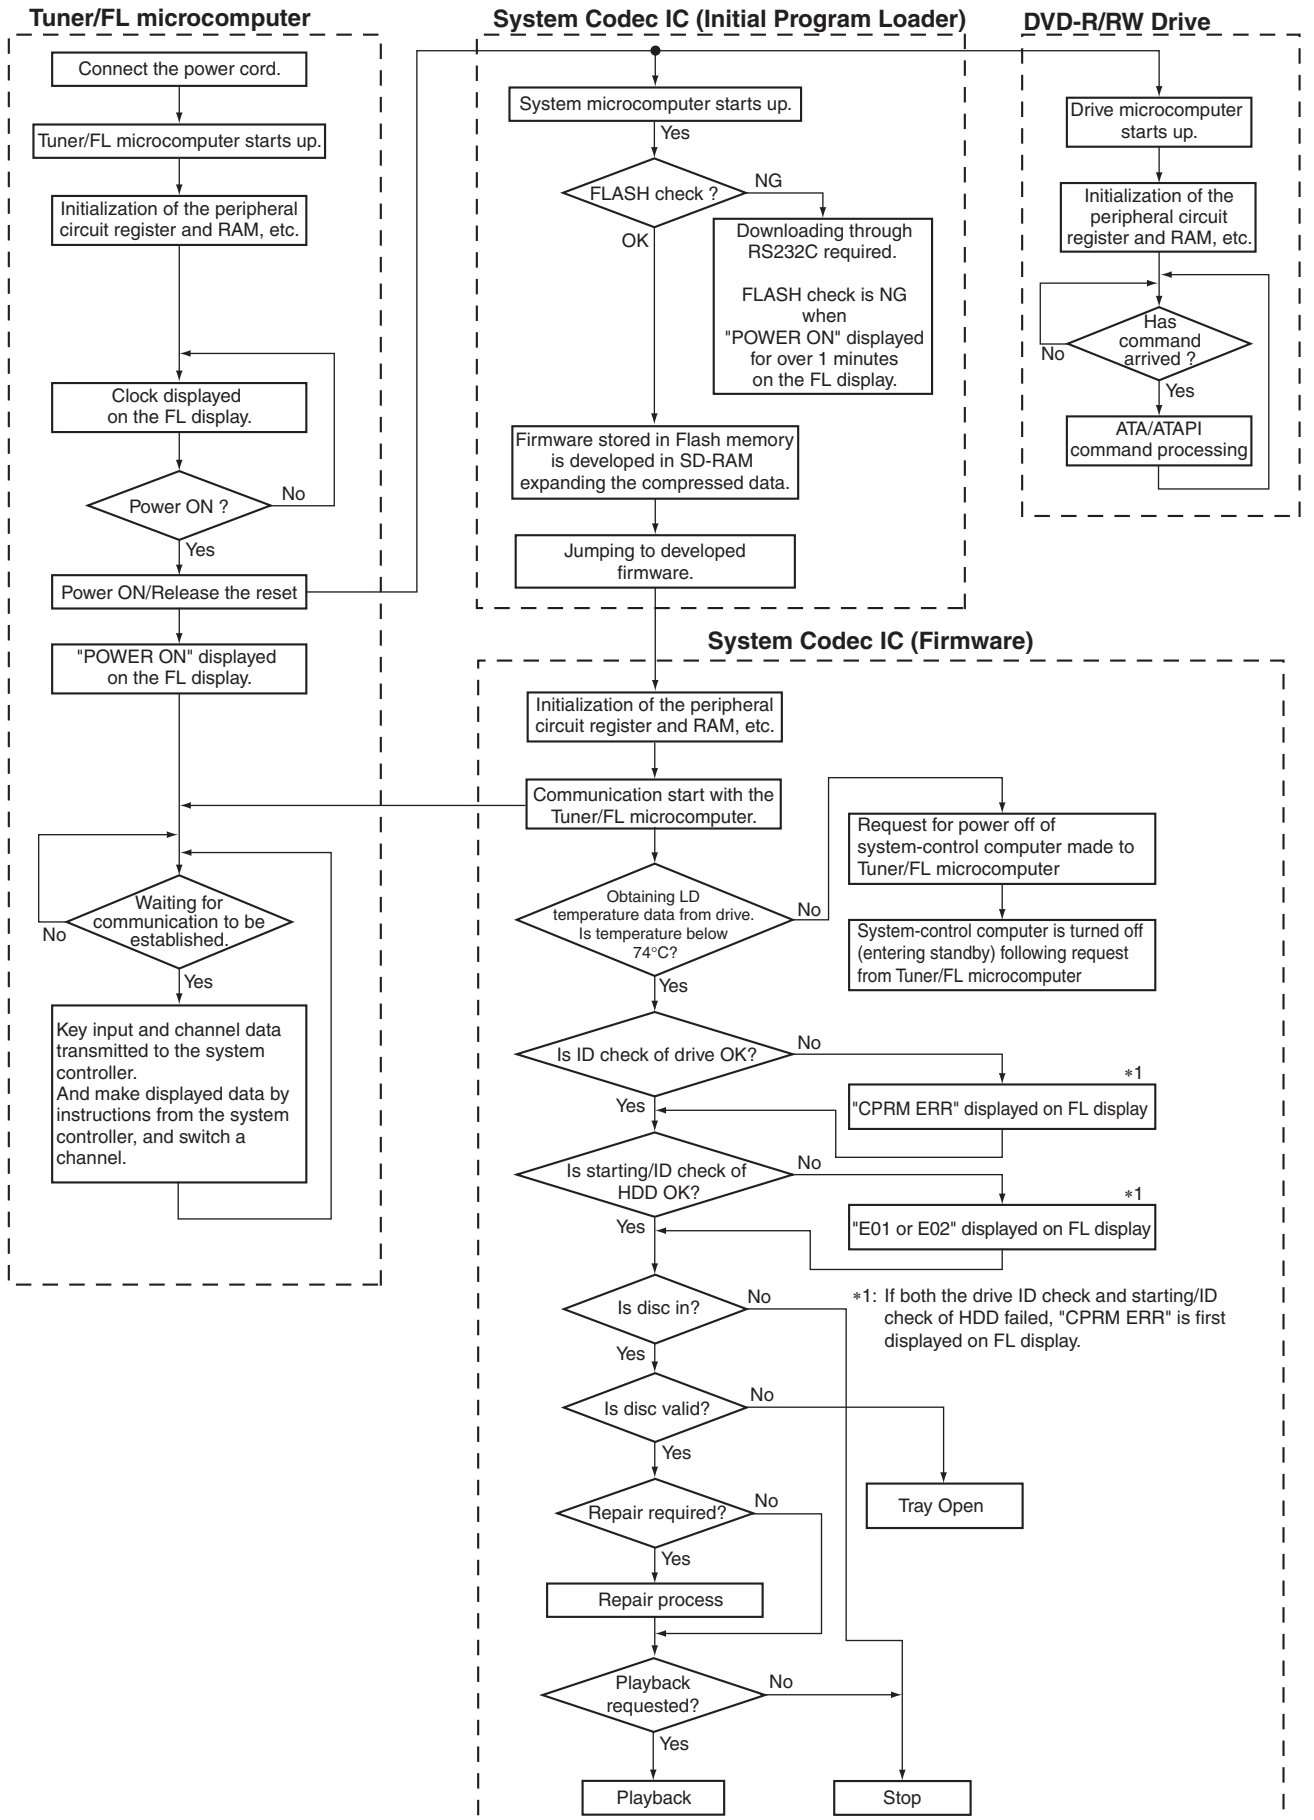 Tuner/FL microcomputer
Connect the power cord.
Tuner/FL microcomputer starts up.
Initialization of the peripheral
circuit register and RAM, etc.
Clock displayed
on the FL display.
Power ON ?
No
Yes
Power ON/Release the reset
"POWER ON" displayed
on the FL display.
Waiting for
communication to be
established.
No
Yes
Key input and channel data
transmitted to the system
controller.
And make displayed data by
instructions from the system
controller, and switch a
channel.
System Codec IC (Initial Program Loader)
System microcomputer starts up.
Yes
FLASH check ?
NG
OK
Downloading through
RS232C required.
FLASH check is NG
when
"POWER ON" displayed
for over 1 minutes
on the FL display.
Firmware stored in Flash memory
is developed in SD-RAM
expanding the compressed data.
Jumping to developed
firmware.
DVD-R/RW Drive
Drive microcomputer
starts up.
Initialization of the
peripheral circuit
register and RAM, etc.
Has
command
arrived ?
No
Yes
ATA/ATAPI
command processing
System Codec IC (Firmware)
Initialization of the peripheral
circuit register and RAM, etc.
Communication start with the
Tuner/FL microcomputer.
Obtaining LD
temperature data from drive.
Is temperature below
74°C?
No
Yes
Request for power off of
system-control computer made to
Tuner/FL microcomputer
System-control computer is turned off
(entering standby) following request
from Tuner/FL microcomputer
Is ID check of drive OK?
No
Yes
*1
"CPRM ERR" displayed on FL display
Is starting/ID check of
HDD OK?
No
Yes
*1
"E01 or E02" displayed on FL display
*1: If both the drive ID check and starting/ID
check of HDD failed, "CPRM ERR" is first
displayed on FL display.
Is disc in?
No
Yes
Is disc valid?
No
Yes
Tray Open
Repair required?
No
Yes
Repair process
Playback
requested?
No
Yes
Playback
Stop